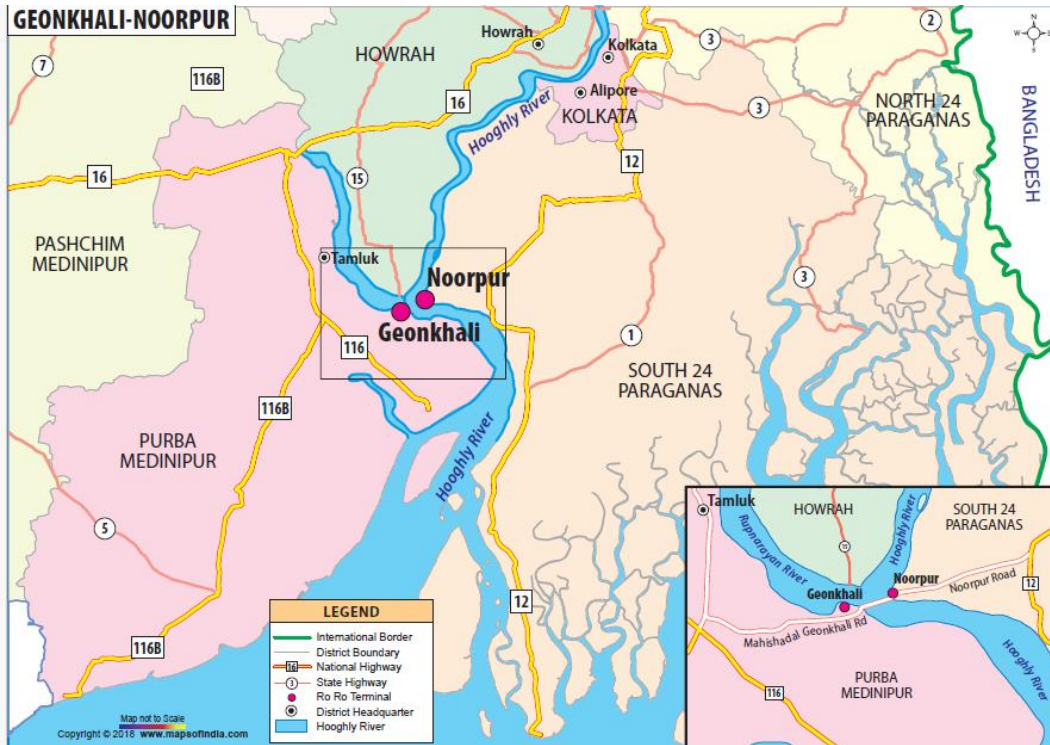 GEONKHALI-NOORPUR
Howrah
Kolkata
HOWRAH
Alipore
KOLKATA
Hooghly River
NORTH 24
PARAGANAS
BANGLADESH
N
W
E
S
7
116B
16
3
2
3
16
15
12
PASHCHIM
MEDINIPUR
Tamluk
Noorpur
Geonkhali
3
116
1
SOUTH 24
PARAGANAS
116B
PURBA
MEDINIPUR
Hooghly River
5
12
116B
LEGEND
International Border
District Boundary
16
National Highway
3
State Highway
Ro Ro Terminal
District Headquarter
Hooghly River
Map not to Scale
Copyright © 2018 www.mapsofindia.com
Tamluk
HOWRAH
Hooghly River
SOUTH 24
PARAGANAS
Rupnarayan River
15
Noorpur
Geonkhali
Noorpur Road
12
Mahishadal Geonkhali Rd
Hooghly River
PURBA
MEDINIPUR
116